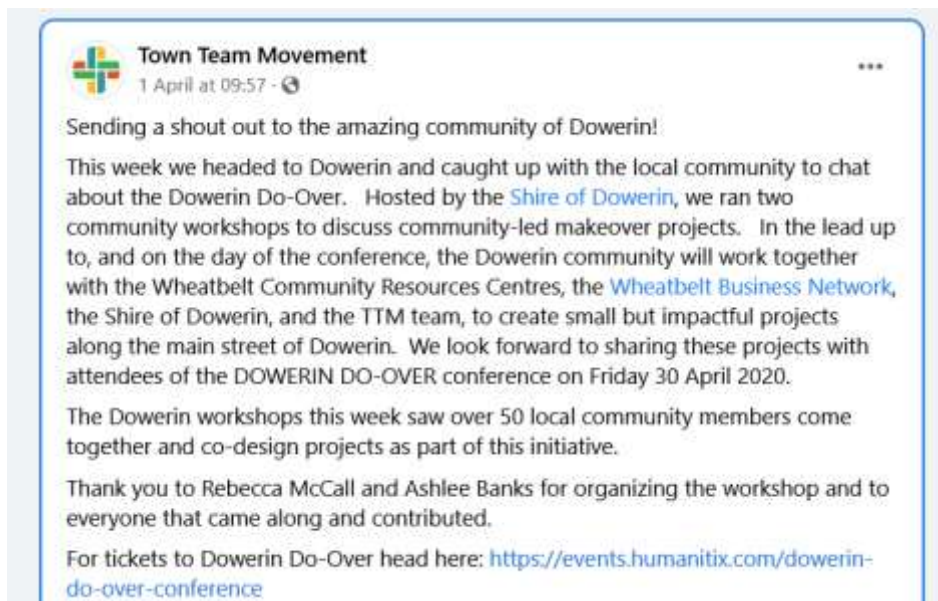 Town Team Movement
1 April at 09:57 ·
Sending a shout out to the amazing community of Dowerin!
This week we headed to Dowerin and caught up with the local community to chat
about the Dowerin Do-Over. Hosted by the Shire of Dowerin, we ran two
community workshops to discuss community-led makeover projects. In the lead up
to, and on the day of the conference, the Dowerin community will work together
with the Wheatbelt Community Resources Centres, the Wheatbelt Business Network,
the Shire of Dowerin, and the TTM team, to create small but impactful projects
along the main street of Dowerin. We look forward to sharing these projects with
attendees of the DOWERIN DO-OVER conference on Friday 30 April 2020.
The Dowerin workshops this week saw over 50 local community members come
together and co-design projects as part of this initiative.
Thank you to Rebecca McCall and Ashlee Banks for organizing the workshop and to
everyone that came along and contributed.
For tickets to Dowerin Do-Over head here: https://events.humanitix.com/dowerin-
do-over-conference